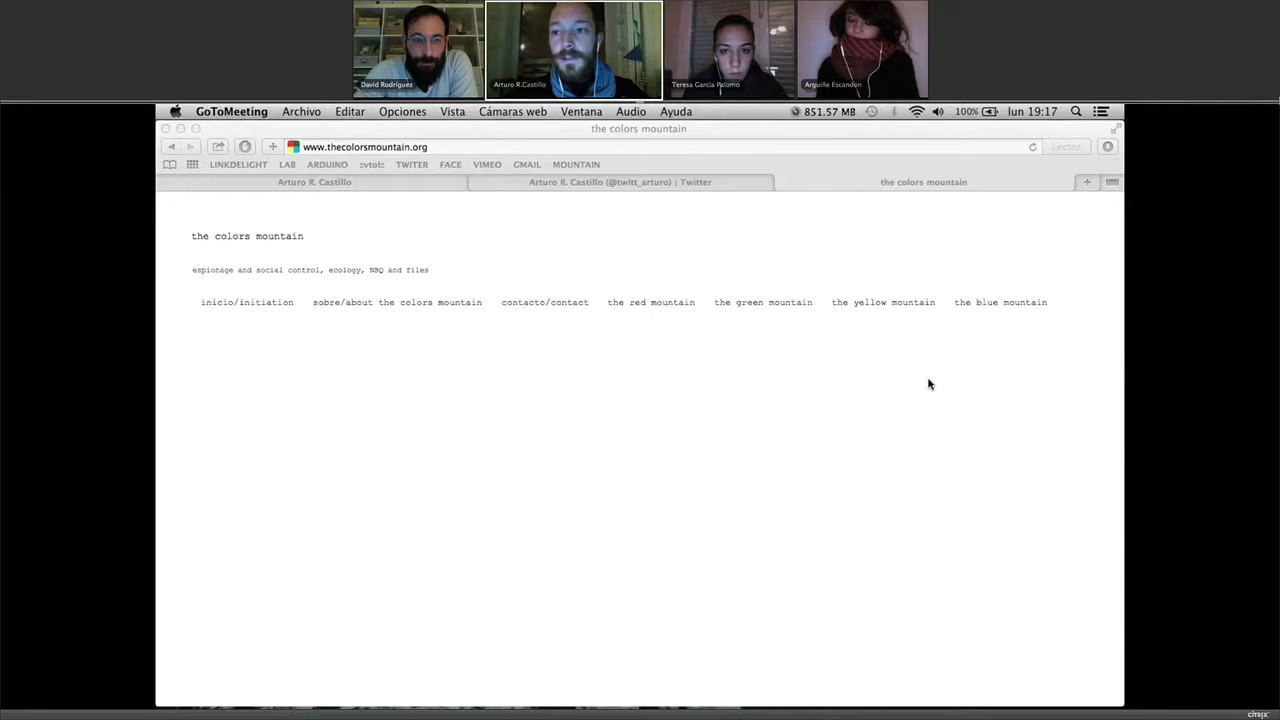 David Rodríguez
Arturo R.Castillo
Teresa Garcia Palomo
Arguiñe Escandon
GoToMeeting Archivo Editar Opciones Vista Cámaras web Ventana Audio Ayuda 851.57 MB 100% lun 19:17
the colors mountain
www.thecolorsmountain.org Lector
LINKDELIGHT LAB ARDUINO ::vtol:: TWITTER FACE VIMEO GMAIL MOUNTAIN
Arturo R. Castillo Arturo R. Castillo (@twitt_arturo) | Twitter the colors mountain
the colors mountain
espionage and social control, ecology, NBQ and files
inicio/initiation sobre/about the colors mountain contacto/contact the red mountain the green mountain the yellow mountain the blue mountain
CITRIX